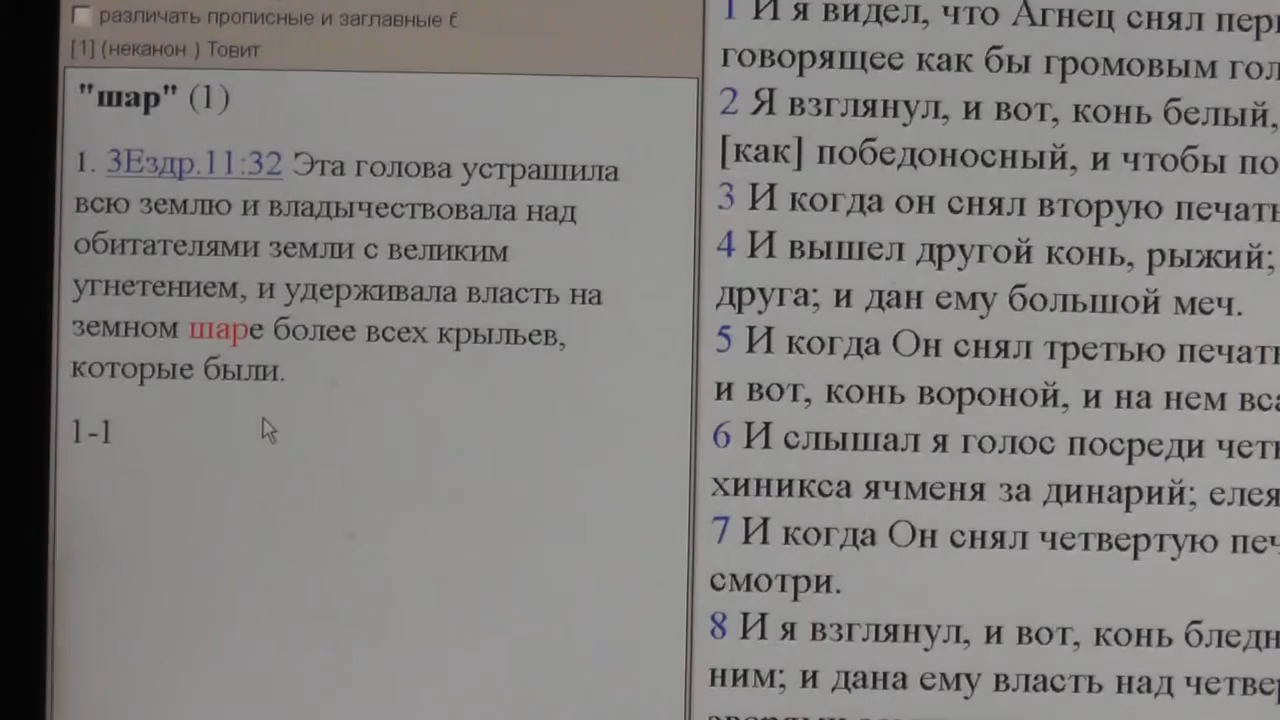 различать прописные и заглавные б
[1] (неканон.) Товит
"шар" (1)
1. 3Ездр.11:32 Эта голова устрашила
всю землю и владычествовала над
обитателями земли с великим
угнетением, и удерживала власть на
земном шаре более всех крыльев,
которые были.
1-1
1 И я видел, что Агнец снял
говорящее как бы громовым
2 Я взглянул, и вот, конь белый,
[как] победоносный, и чтобы
3 И когда он снял вторую
4 И вышел другой конь, рыжий;
друга; и дан ему большой меч.
5 И когда Он снял третью
и вот, конь вороной, и на нем
6 И слышал я голос посреди
хиникса ячменя за динарий;
7 И когда Он снял четвертую
смотри.
8 И я взглянул, и вот, конь
ним; и дана ему власть над